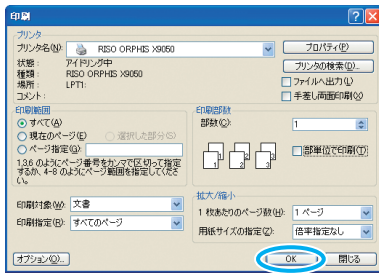 印刷
プリンタ
プリンタ名(N): RISO ORPHIS X9050
プロパティ(P)
状態: アイドリング中
プリンタの検索(D)...
種類: RISO ORPHIS X9050
場所: LPT1:
ファイルへ出力(L)
コメント:
手差し両面印刷(X)
印刷範囲
すべて(A)
現在のページ(E)
選択した部分(S)
ページ指定(G):
1,3,6 のようにページ番号をカンマで区切って指定
するか、4-8 のようにページ範囲を指定してくださ
い。
印刷部数
部数(C): 1
部単位で印刷(T)
印刷対象(W): 文書
印刷指定(R): すべてのページ
拡大/縮小
1 枚あたりのページ数(H): 1 ページ
用紙サイズの指定(Z): 倍率指定なし
オプション(O)...
OK
閉じる